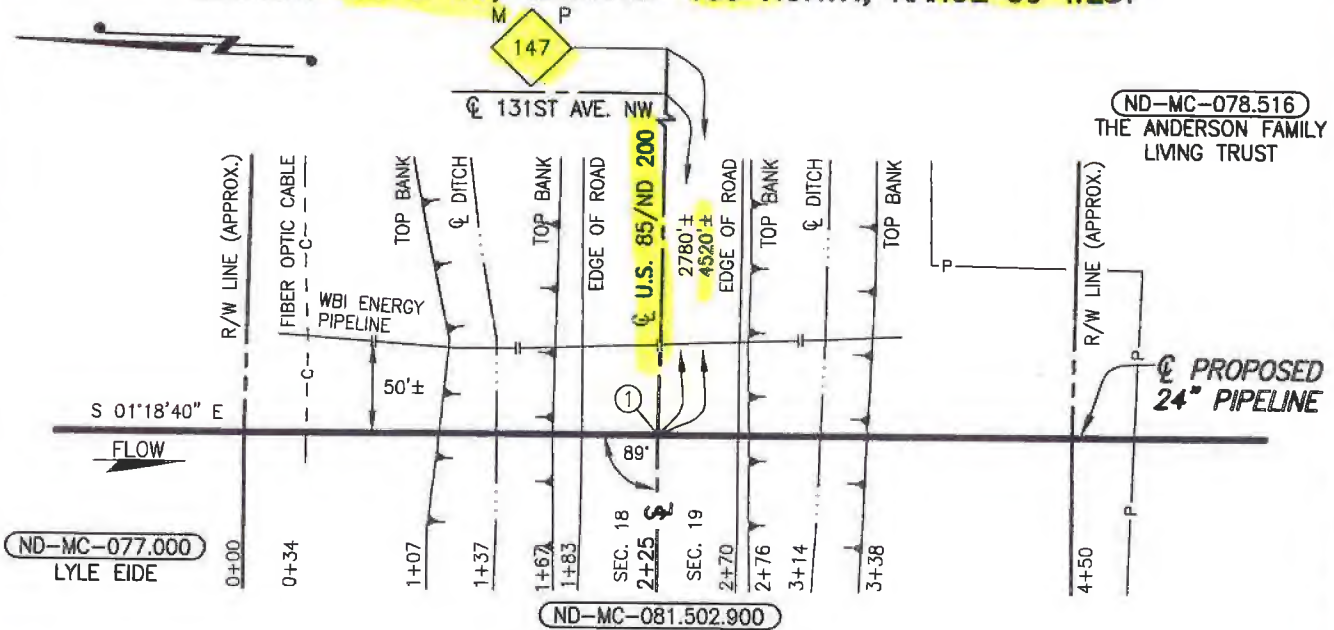 M P
147
℄ 131ST AVE. NW
ND-MC-078.516
THE ANDERSON FAMILY
LIVING TRUST
R/W LINE (APPROX.)
FIBER OPTIC CABLE
C
C
WBI ENERGY
PIPELINE
TOP BANK
℄ DITCH
TOP BANK
EDGE OF ROAD
℄ U.S. 85/ND 200
2780'±
4520'±
EDGE OF ROAD
TOP BANK
℄ DITCH
TOP BANK
P
R/W LINE (APPROX.)
P
℄ PROPOSED
24" PIPELINE
50'±
S 01°18'40" E
FLOW
1
89°
ND-MC-077.000
LYLE EIDE
0+00
0+34
1+07
1+37
1+67
1+83
SEC. 18
2+25
SEC. 19
2+70
2+76
3+14
3+38
4+50
P
ND-MC-081.502.900